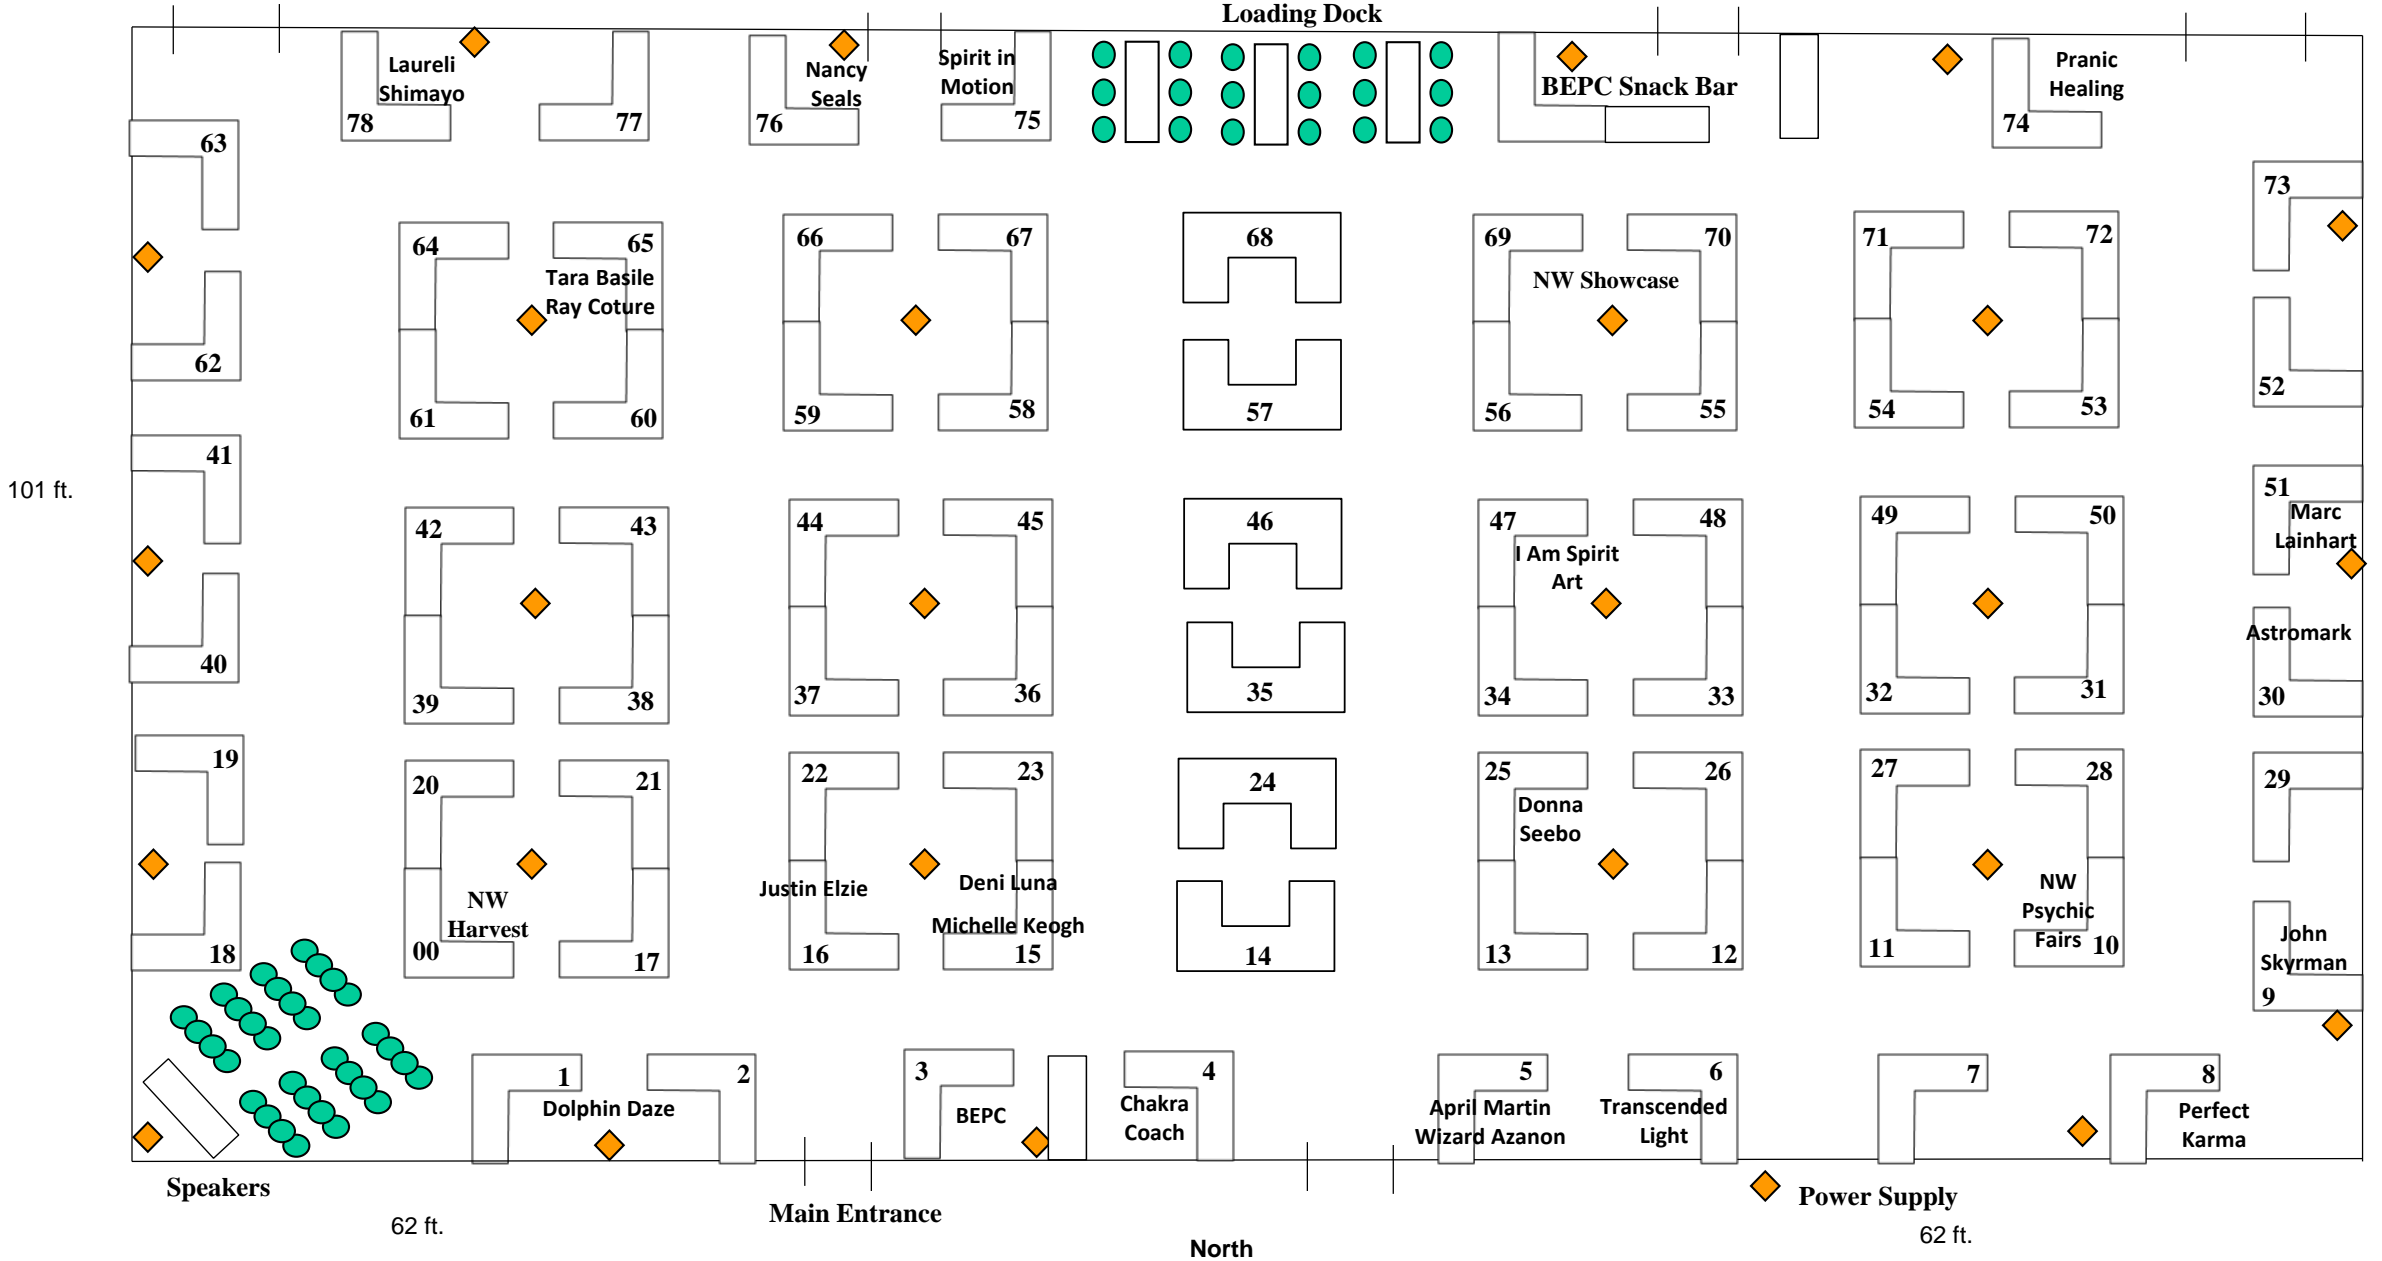 Loading Dock
Laureli
Shimayo
78
77
Nancy
Seals
76
Spirit in
Motion
75
BEPC Snack Bar
Pranic
Healing
74
63
73
64
65
Tara Basile
Ray Coture
66
67
68
69
70
NW Showcase
71
72
62
61
60
59
58
57
56
55
54
53
52
101 ft.
41
42
43
44
45
46
47
I Am Spirit
Art
48
49
50
51
Marc
Lainhart
Astromark
40
39
38
37
36
35
34
33
32
31
30
19
20
21
22
23
24
25
Donna
Seebo
26
27
28
29
18
NW
Harvest
00
17
Justin Elzie
16
Deni Luna
Michelle Keogh
15
14
13
12
11
NW
Psychic
Fairs
10
John
Skyrman
9
1
Dolphin Daze
2
3
BEPC
4
Chakra
Coach
5
April Martin
Wizard Azanon
6
Transcended
Light
7
8
Perfect
Karma
Speakers
62 ft.
Main Entrance
North
Power Supply
62 ft.